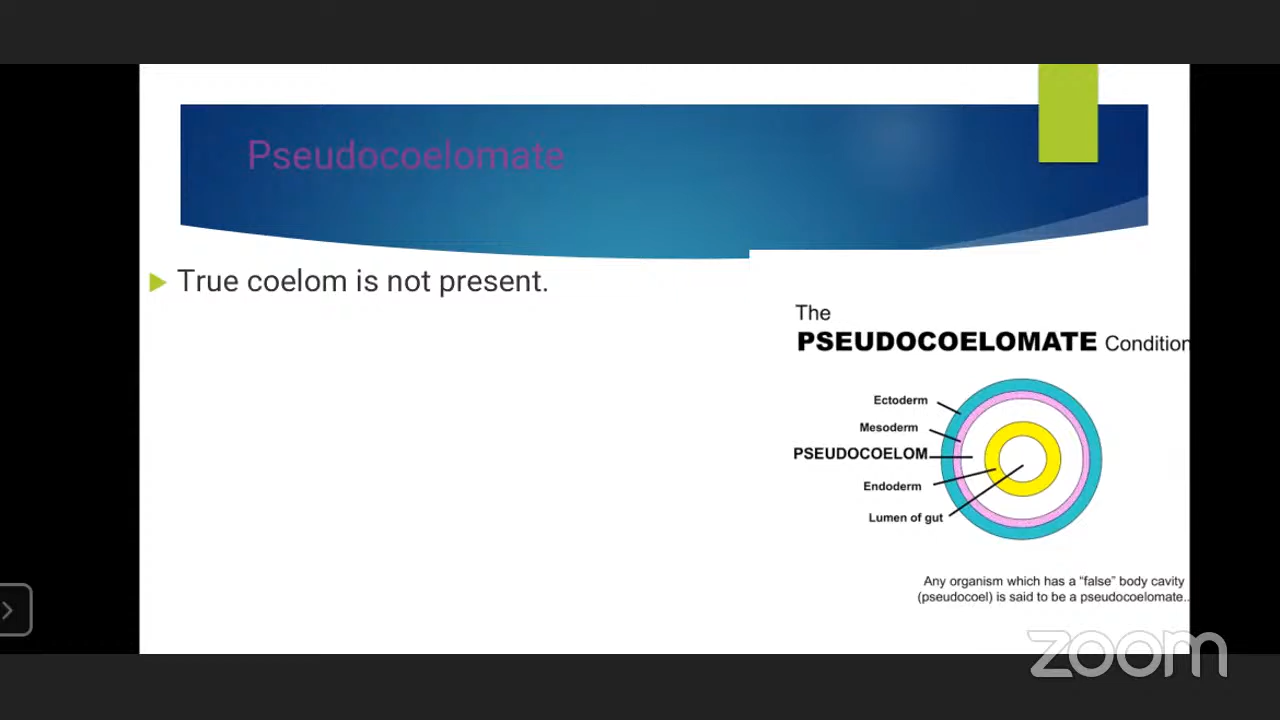 Pseudocoelomate
True coelom is not present.
The
PSEUDOCOELOMATE Condition
Ectoderm
Mesoderm
PSEUDOCOELOM
Endoderm
Lumen of gut
Any organism which has a “false” body cavity
(pseudocoel) is said to be a pseudocoelomate..
zoom